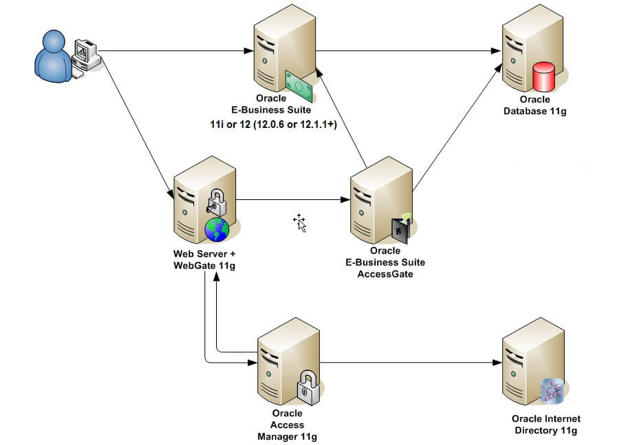 Oracle
E-Business Suite
11i or 12 (12.0.6 or 12.1.1+)
Oracle
Database 11g
Web Server +
WebGate 11g
Oracle
E-Business Suite
AccessGate
Oracle
Access
Manager 11g
Oracle Internet
Directory 11g